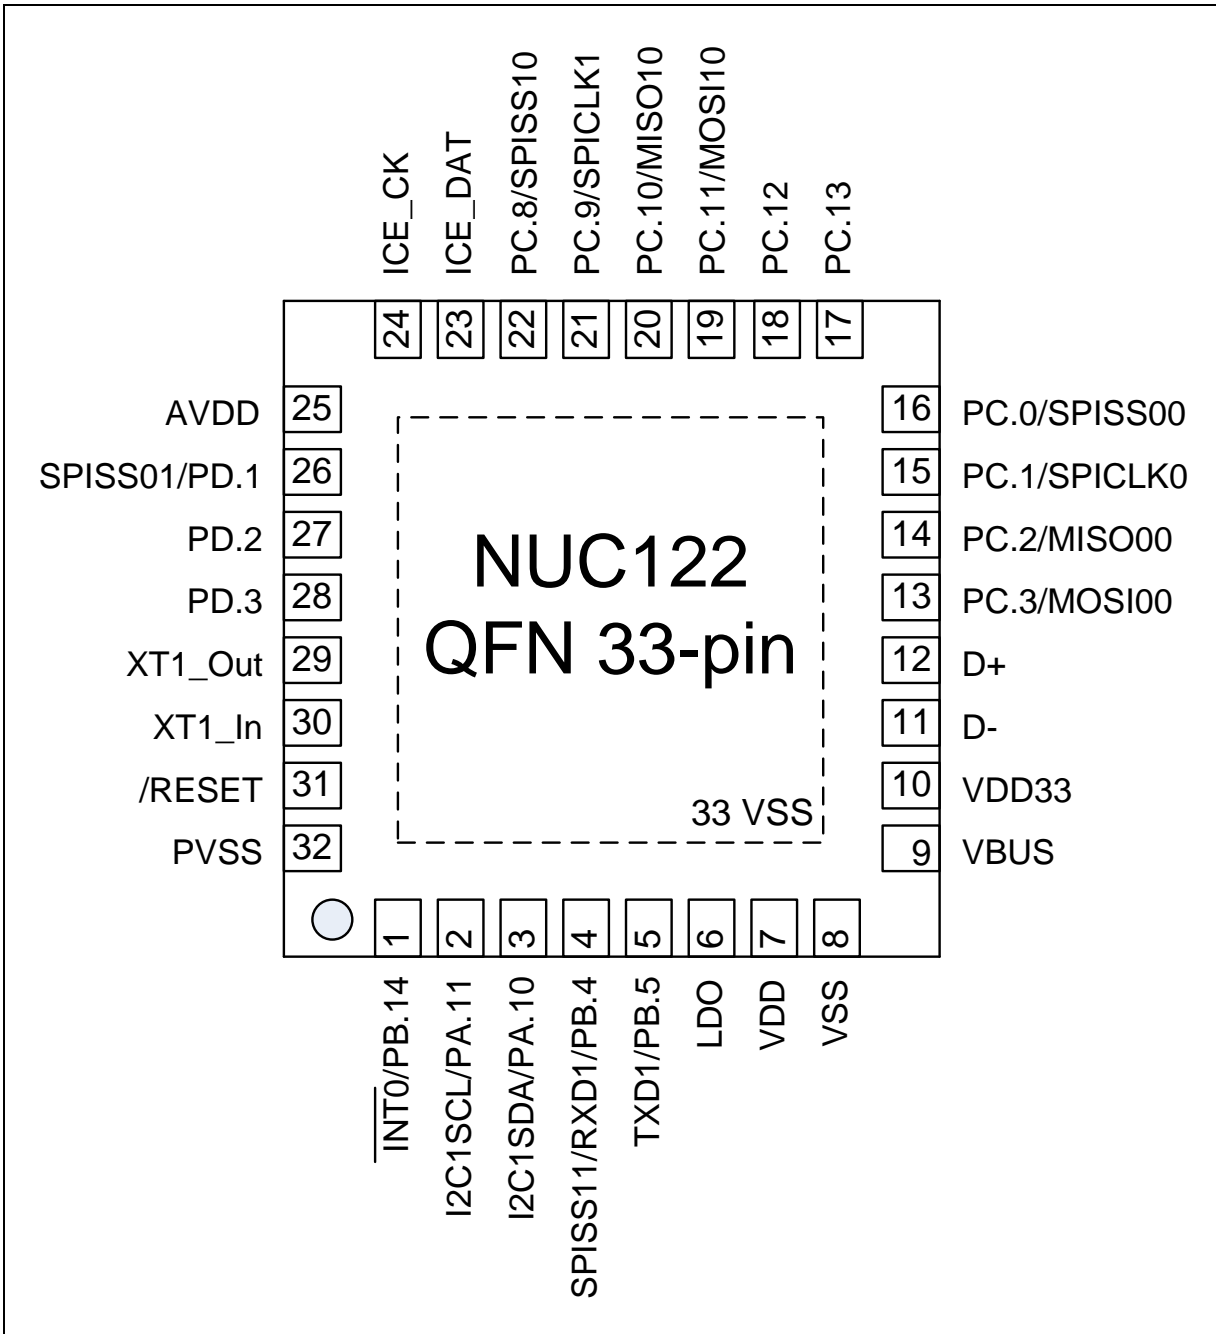 ICE_CK
ICE_DAT
PC.8/SPISS10
PC.9/SPICLK1
PC.10/MISO10
PC.11/MOSI10
PC.12
PC.13
24
23
22
21
20
19
18
17
AVDD 25
SPISS01/PD.1 26
PD.2 27
PD.3 28
XT1_Out 29
XT1_In 30
/RESET 31
PVSS 32
NUC122
QFN 33-pin
33 VSS
16 PC.0/SPISS00
15 PC.1/SPICLK0
14 PC.2/MISO00
13 PC.3/MOSI00
12 D+
11 D-
10 VDD33
9 VBUS
1
2
3
4
5
6
7
8
INT0/PB.14
I2C1SCL/PA.11
I2C1SDA/PA.10
SPISS11/RXD1/PB.4
TXD1/PB.5
LDO
VDD
VSS